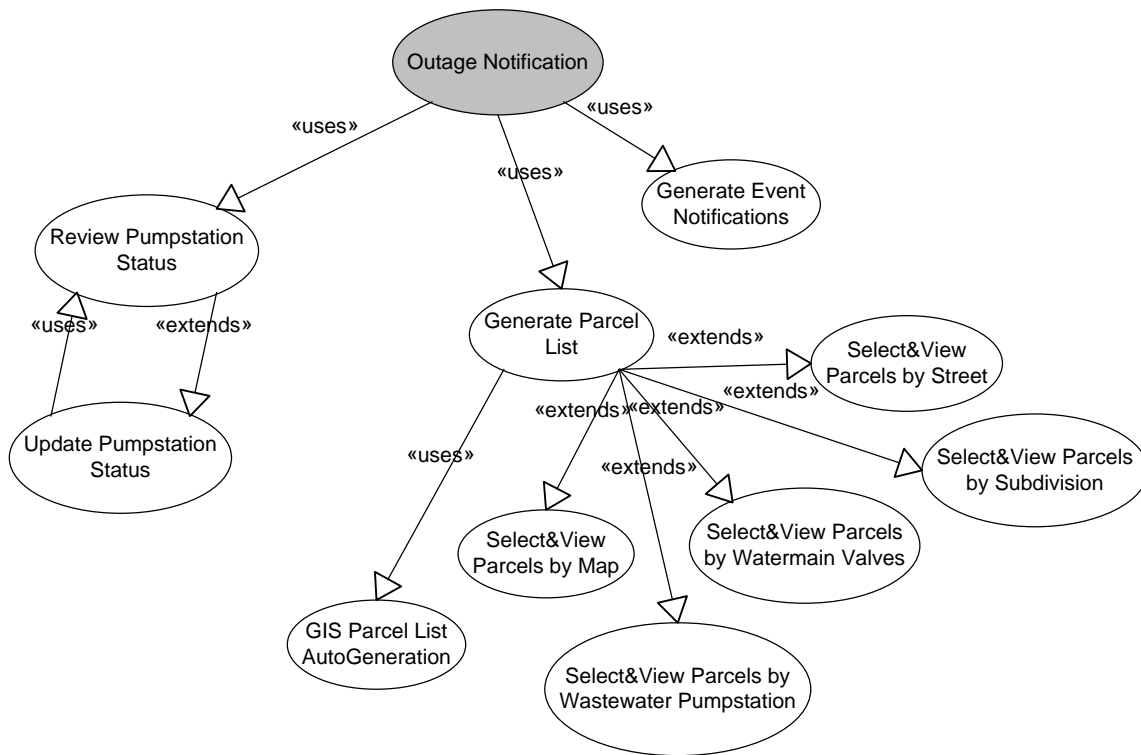 Outage Notification
«uses»
«uses»
«uses»
Generate Event
Notifications
Review Pumpstation
Status
«uses»
«extends»
Update Pumpstation
Status
Generate Parcel
List
«extends»
Select&View
Parcels by Street
«extends»
«extends»
«extends»
«uses»
«extends»
Select&View Parcels
by Subdivision
Select&View
Parcels by Map
Select&View Parcels
by Watermain Valves
GIS Parcel List
AutoGeneration
Select&View Parcels by
Wastewater Pumpstation